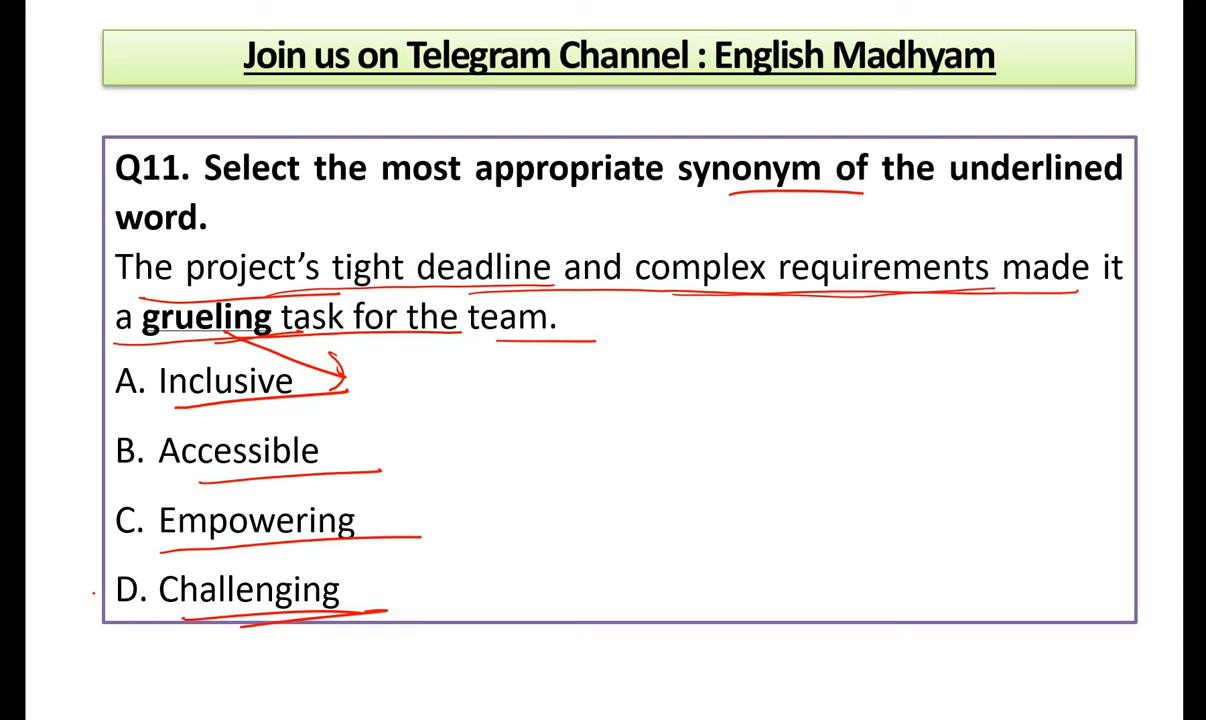 Join us on Telegram Channel : English Madhyam
Q11. Select the most appropriate synonym of the underlined
word.
The project’s tight deadline and complex requirements made it
a grueling task for the team.
A. Inclusive
B. Accessible
C. Empowering
D. Challenging